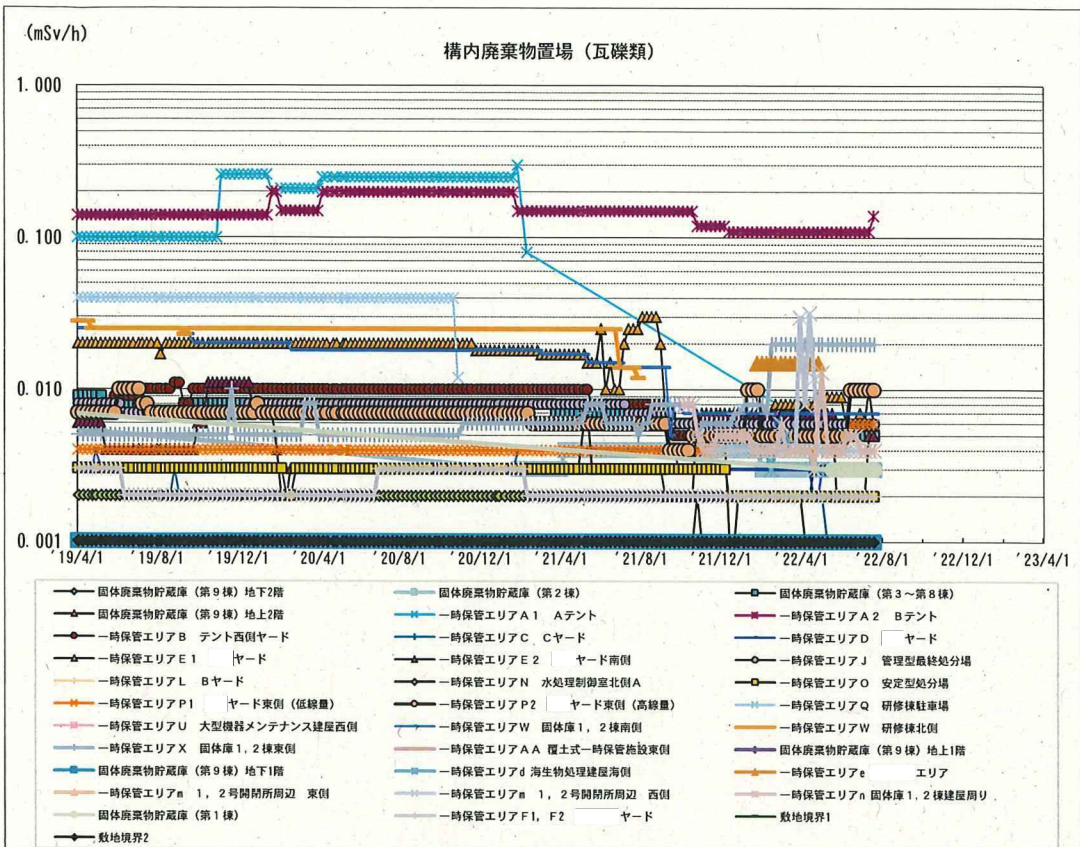 (mSv/h)
構内廃棄物置場（瓦礫類）
1.000
0.100
0.010
0.001
'19/4/1 '19/8/1 '19/12/1 '20/4/1 '20/8/1 '20/12/1 '21/4/1 '21/8/1 '21/12/1 '22/4/1 '22/8/1 '22/12/1 '23/4/1
固体廃棄物貯蔵庫（第9棟）地下2階 固体廃棄物貯蔵庫（第2棟） 固体廃棄物貯蔵庫（第3～第8棟）
固体廃棄物貯蔵庫（第9棟）地上2階 一時保管エリアA1 Aテント 一時保管エリアA2 Bテント
一時保管エリアB テント西側ヤード 一時保管エリアC Cヤード 一時保管エリアD ヤード
一時保管エリアE1 ヤード 一時保管エリアE2 ヤード南側 一時保管エリアJ 管理型最終処分場
一時保管エリアL Bヤード 一時保管エリアN 水処理制御室北側A 一時保管エリアO 安定型処分場
一時保管エリアP1 ヤード東側（低線量） 一時保管エリアP2 ヤード東側（高線量） 一時保管エリアQ 研修棟駐車場
一時保管エリアU 大型機器メンテナンス建屋西側 一時保管エリアW 固体庫1,2棟南側 一時保管エリアW 研修棟北側
一時保管エリアX 固体庫1,2棟東側 一時保管エリアAA 覆土式一時保管施設東側 固体廃棄物貯蔵庫（第9棟）地上1階
固体廃棄物貯蔵庫（第9棟）地下1階 一時保管エリアd 海生物処理建屋海側 一時保管エリアe エリア
一時保管エリアm 1,2号開閉所周辺 東側 一時保管エリアm 1,2号開閉所周辺 西側 一時保管エリアn 固体庫1,2棟建屋周り
固体廃棄物貯蔵庫（第1棟） 一時保管エリアF1,F2 ヤード 敷地境界1
敷地境界2